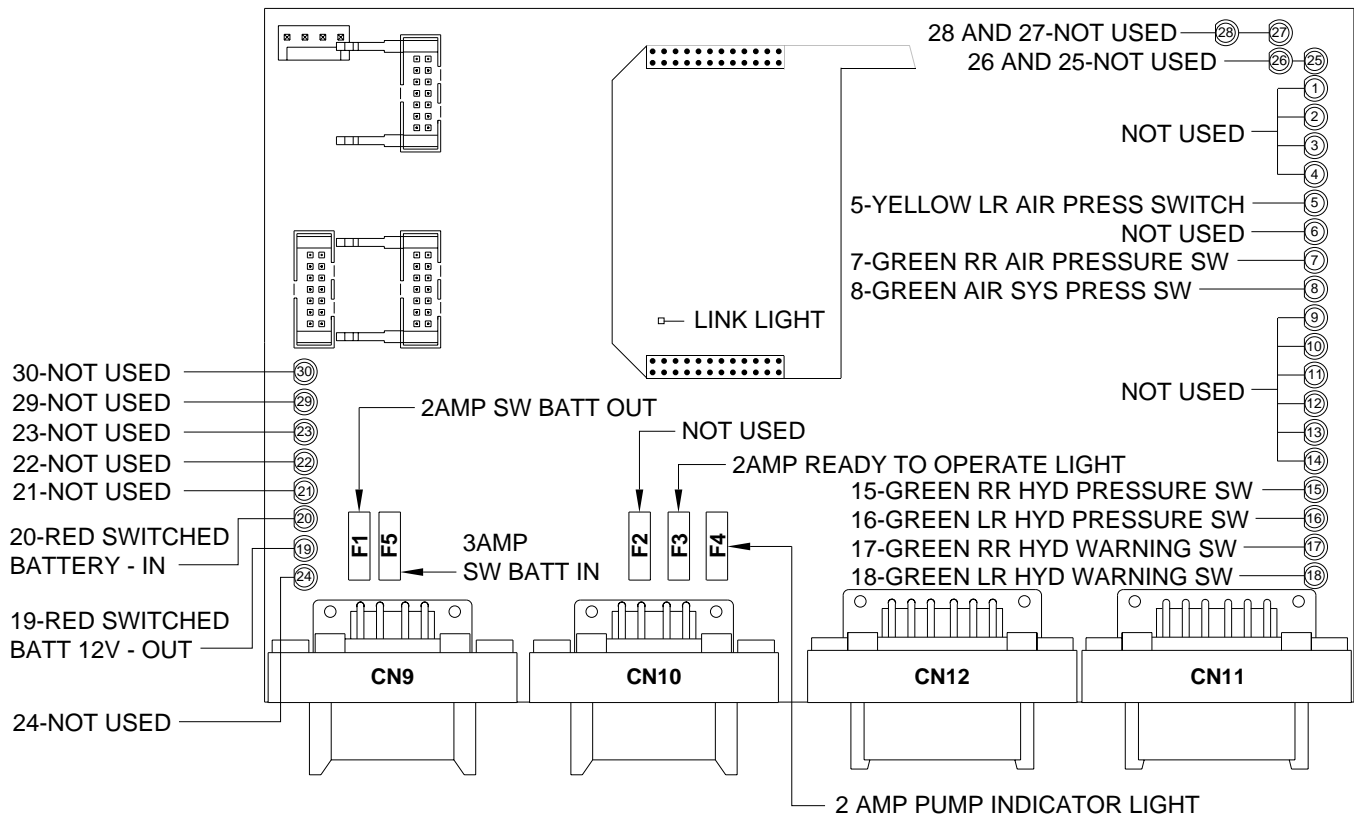 28 AND 27-NOT USED
28
27
26 AND 25-NOT USED
26
25
1
2
NOT USED
3
4
5-YELLOW LR AIR PRESS SWITCH
5
NOT USED
6
7-GREEN RR AIR PRESSURE SW
7
8-GREEN AIR SYS PRESS SW
8
LINK LIGHT
9
10
11
NOT USED
12
13
14
30-NOT USED
30
29-NOT USED
29
23-NOT USED
23
22-NOT USED
22
21-NOT USED
21
20-RED SWITCHED
BATTERY - IN
20
19-RED SWITCHED
BATT 12V - OUT
19
24-NOT USED
24
2AMP SW BATT OUT
F1
F5
3AMP
SW BATT IN
NOT USED
2AMP READY TO OPERATE LIGHT
F2
F3
F4
15-GREEN RR HYD PRESSURE SW
15
16-GREEN LR HYD PRESSURE SW
16
17-GREEN RR HYD WARNING SW
17
18-GREEN LR HYD WARNING SW
18
CN9
CN10
CN12
CN11
2 AMP PUMP INDICATOR LIGHT